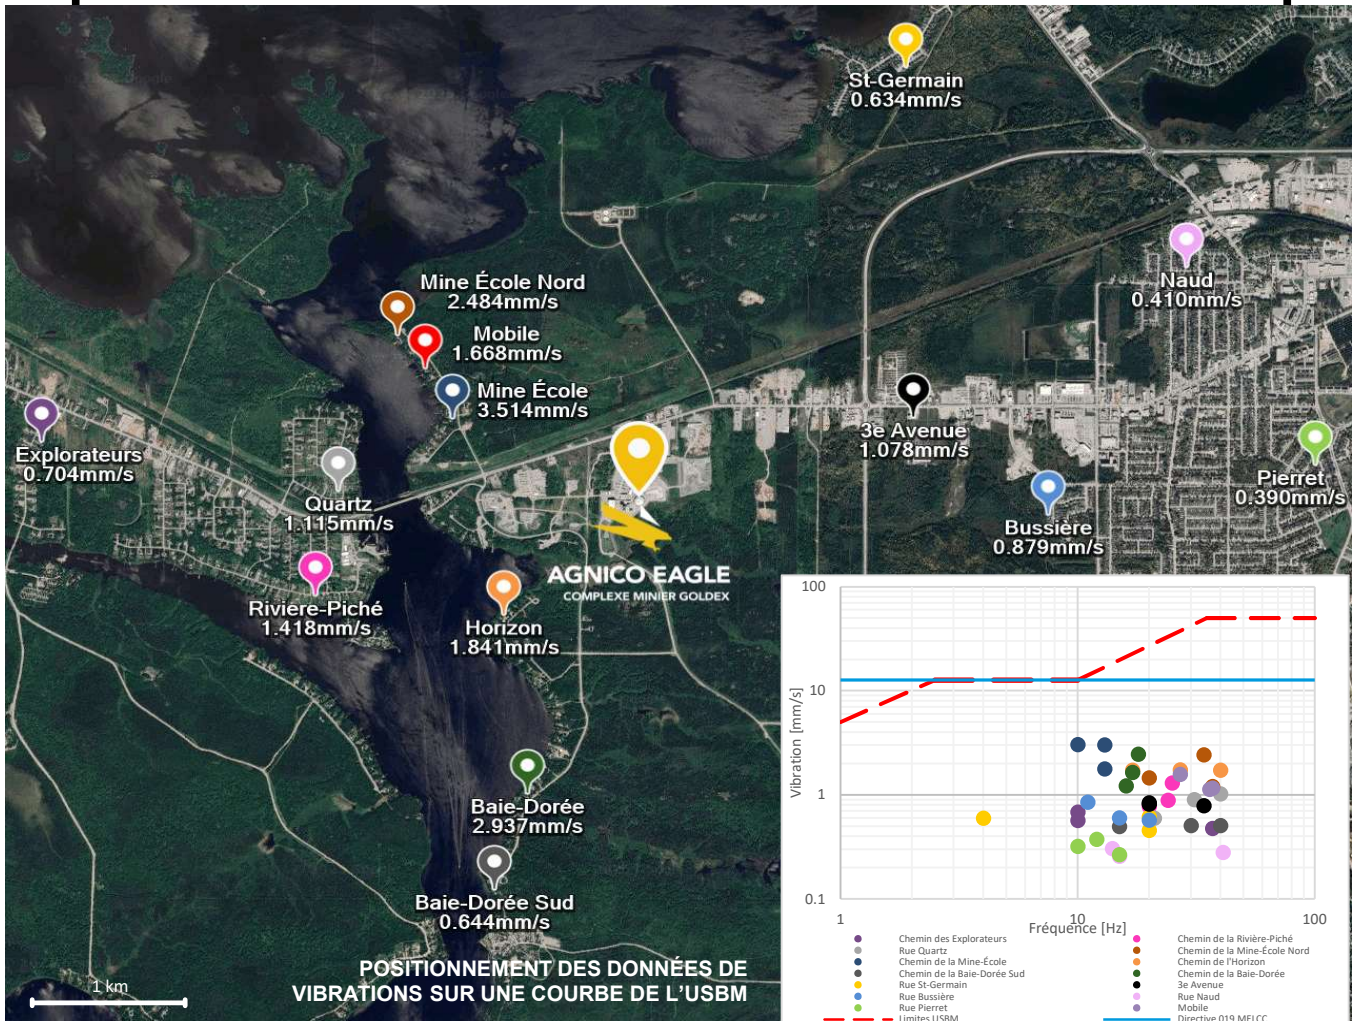 St-Germain
0.634mm/s
Naud
0.410mm/s
Mine École Nord
2.484mm/s
Mobile
1.668mm/s
Mine École
3.514mm/s
Explorateurs
0.704mm/s
Quartz
1.115mm/s
3e Avenue
1.078mm/s
Pierret
0.390mm/s
Bussière
0.879mm/s
Riviere-Piché
1.418mm/s
AGNICO EAGLE
COMPLEXE MINIER GOLDEX
Horizon
1.841mm/s
Baie-Dorée
2.937mm/s
Baie-Dorée Sud
0.644mm/s
POSITIONNEMENT DES DONNÉES DE
VIBRATIONS SUR UNE COURBE DE L'USBM
1 km
100
10
1
0.1
Vibration [mm/s]
1
10
100
Fréquence [Hz]
Chemin des Explorateurs
Chemin de la Rivière-Piché
Rue Quartz
Chemin de la Mine-École Nord
Chemin de la Mine-École
Chemin de l'Horizon
Chemin de la Baie-Dorée Sud
Chemin de la Baie-Dorée
Rue St-Germain
3e Avenue
Rue Bussière
Rue Naud
Rue Pierret
Mobile
Limites USBM
Directive 019 MELCC